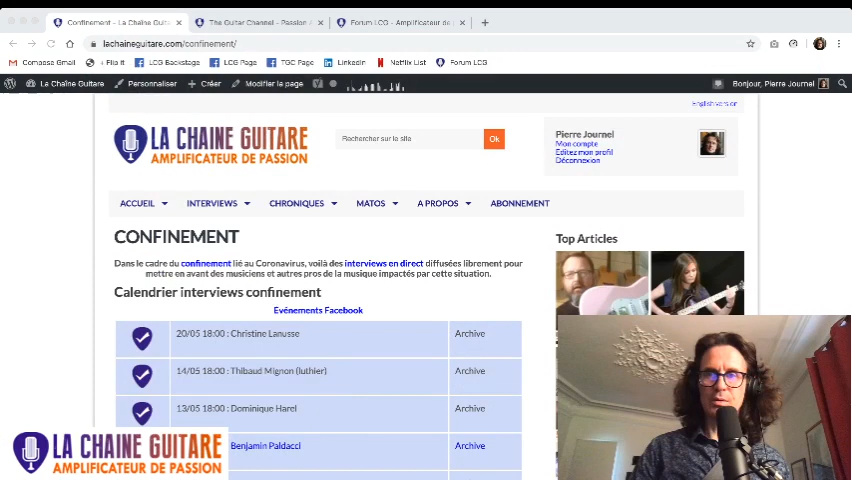 Confinement - La Chaîne Guita
The Guitar Channel - Passion A
Forum LCG - Amplificateur de
lachaineguitare.com/confinement/
Compose Gmail
+ Flip It
LCG Backstage
LCG Page
TGC Page
LinkedIn
Netflix List
Forum LCG
La Chaîne Guitare
Personnaliser
Créer
Modifier la page
Bonjour, Pierre Journel
English version
LA CHAINE GUITARE
AMPLIFICATEUR DE PASSION
Rechercher sur le site
Ok
Pierre Journel
Mon compte
Editez mon profil
Déconnexion
ACCUEIL
INTERVIEWS
CHRONIQUES
MATOS
A PROPOS
ABONNEMENT
CONFINEMENT
Dans le cadre du confinement lié au Coronavirus, voilà des interviews en direct diffusées librement pour
mettre en avant des musiciens et autres pros de la musique impactés par cette situation.
Top Articles
Calendrier interviews confinement
Evénements Facebook
20/05 18:00 : Christine Lanusse
Archive
14/05 18:00 : Thibaud Mignon (luthier)
Archive
13/05 18:00 : Dominique Harel
Archive
Benjamin Paldacci
Archive
LA CHAINE GUITARE
AMPLIFICATEUR DE PASSION